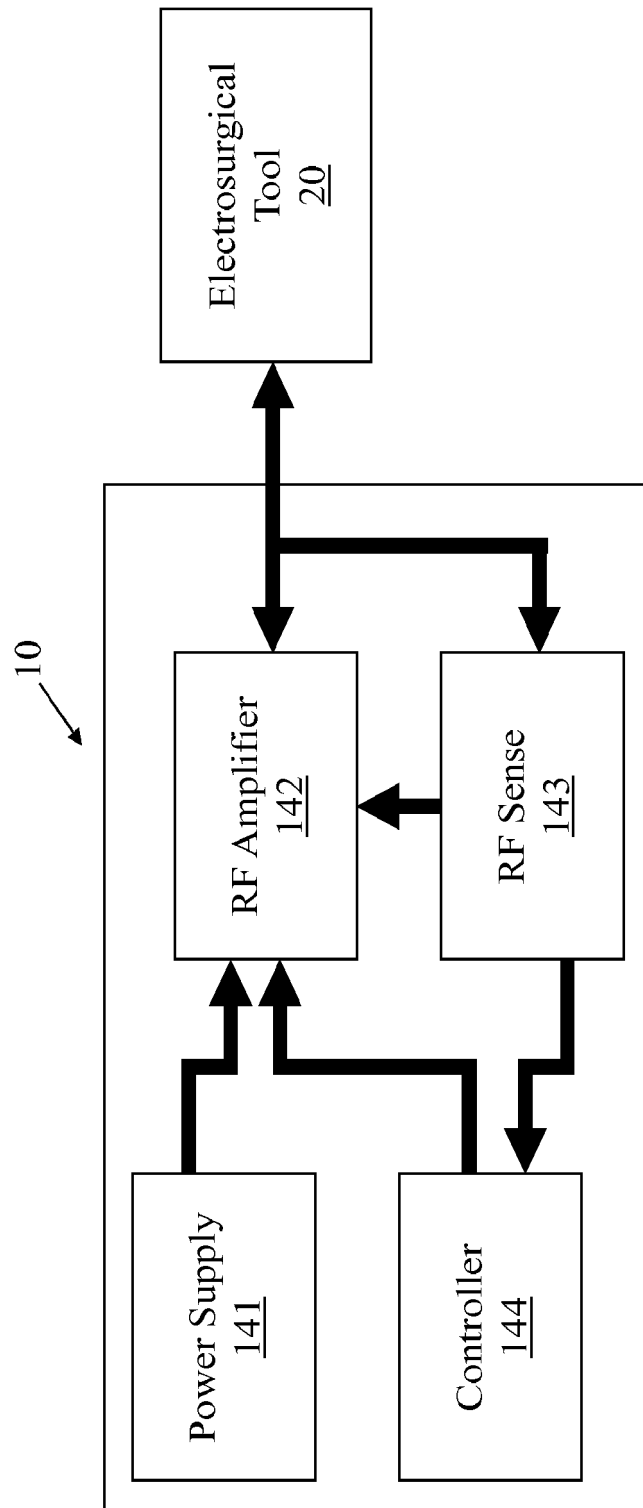 10
Power Supply
141
RF Amplifier
142
Electrosurgical
Tool
20
Controller
144
RF Sense
143